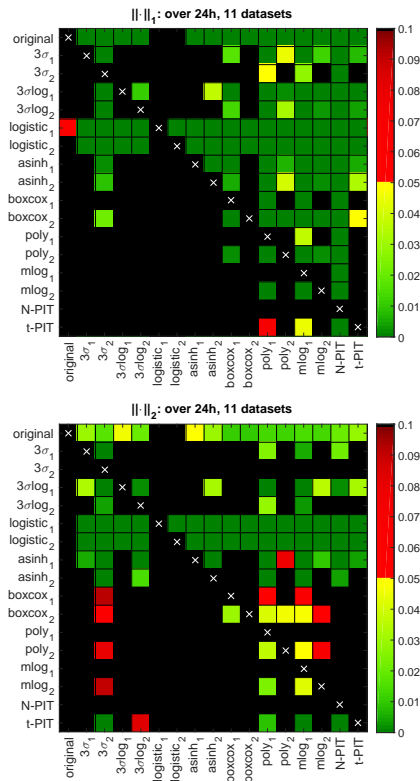 ||·||₁: over 24h, 11 datasets
original
3σ₁
3σ₂
3σlog₁
3σlog₂
logistic₁
logistic₂
asinh₁
asinh₂
boxcox₁
boxcox₂
poly₁
poly₂
mlog₁
mlog₂
N-PIT
t-PIT
original
3σ₁
3σ₂
3σlog₁
3σlog₂
logistic₁
logistic₂
asinh₁
asinh₂
boxcox₁
boxcox₂
poly₁
poly₂
mlog₁
mlog₂
N-PIT
t-PIT
0.1
0.09
0.08
0.07
0.06
0.05
0.04
0.03
0.02
0.01
0
||·||₂: over 24h, 11 datasets
original
3σ₁
3σ₂
3σlog₁
3σlog₂
logistic₁
logistic₂
asinh₁
asinh₂
boxcox₁
boxcox₂
poly₁
poly₂
mlog₁
mlog₂
N-PIT
t-PIT
original
3σ₁
3σ₂
3σlog₁
3σlog₂
logistic₁
logistic₂
asinh₁
asinh₂
boxcox₁
boxcox₂
poly₁
poly₂
mlog₁
mlog₂
N-PIT
t-PIT
0.1
0.09
0.08
0.07
0.06
0.05
0.04
0.03
0.02
0.01
0